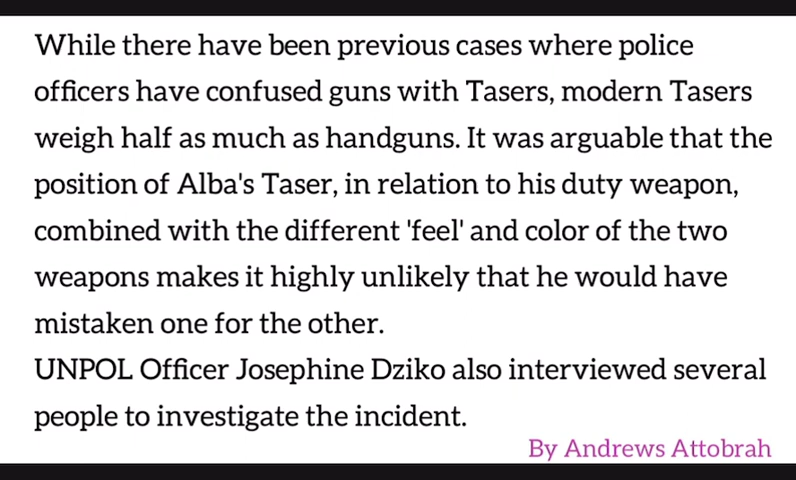 While there have been previous cases where police
officers have confused guns with Tasers, modern Tasers
weigh half as much as handguns. It was arguable that the
position of Alba's Taser, in relation to his duty weapon,
combined with the different 'feel' and color of the two
weapons makes it highly unlikely that he would have
mistaken one for the other.
UNPOL Officer Josephine Dziko also interviewed several
people to investigate the incident.
By Andrews Attobrah